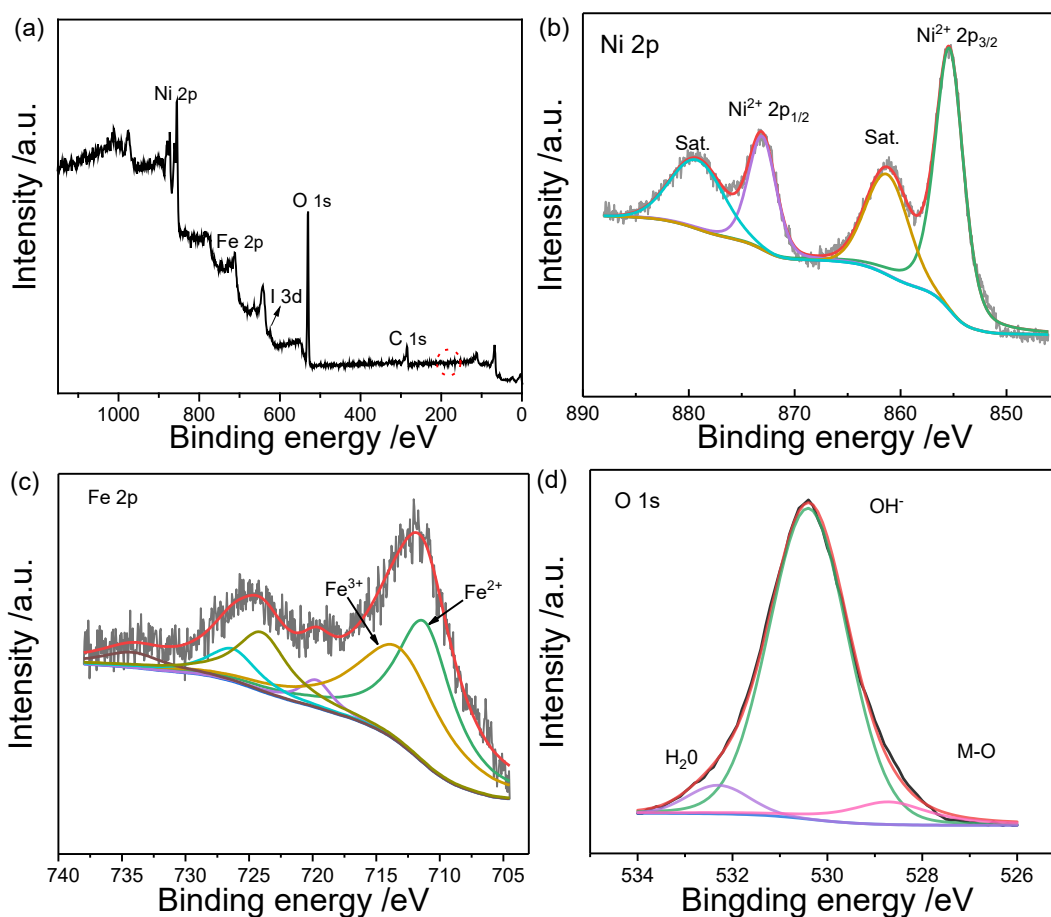 (a)
Intensity /a.u.
Ni 2p
Fe 2p
I 3d
O 1s
C 1s
1000 800 600 400 200 0
Binding energy /eV
(b)
Intensity /a.u.
Ni 2p
Sat.
Ni²⁺ 2p₁/₂
Sat.
Ni²⁺ 2p₃/₂
890 880 870 860 850
Binding energy /eV
(c)
Intensity /a.u.
Fe 2p
Fe³⁺
Fe²⁺
740 735 730 725 720 715 710 705
Binding energy /eV
(d)
Intensity /a.u.
O 1s
OH⁻
H₂0
M-O
534 532 530 528 526
Bingding energy /eV